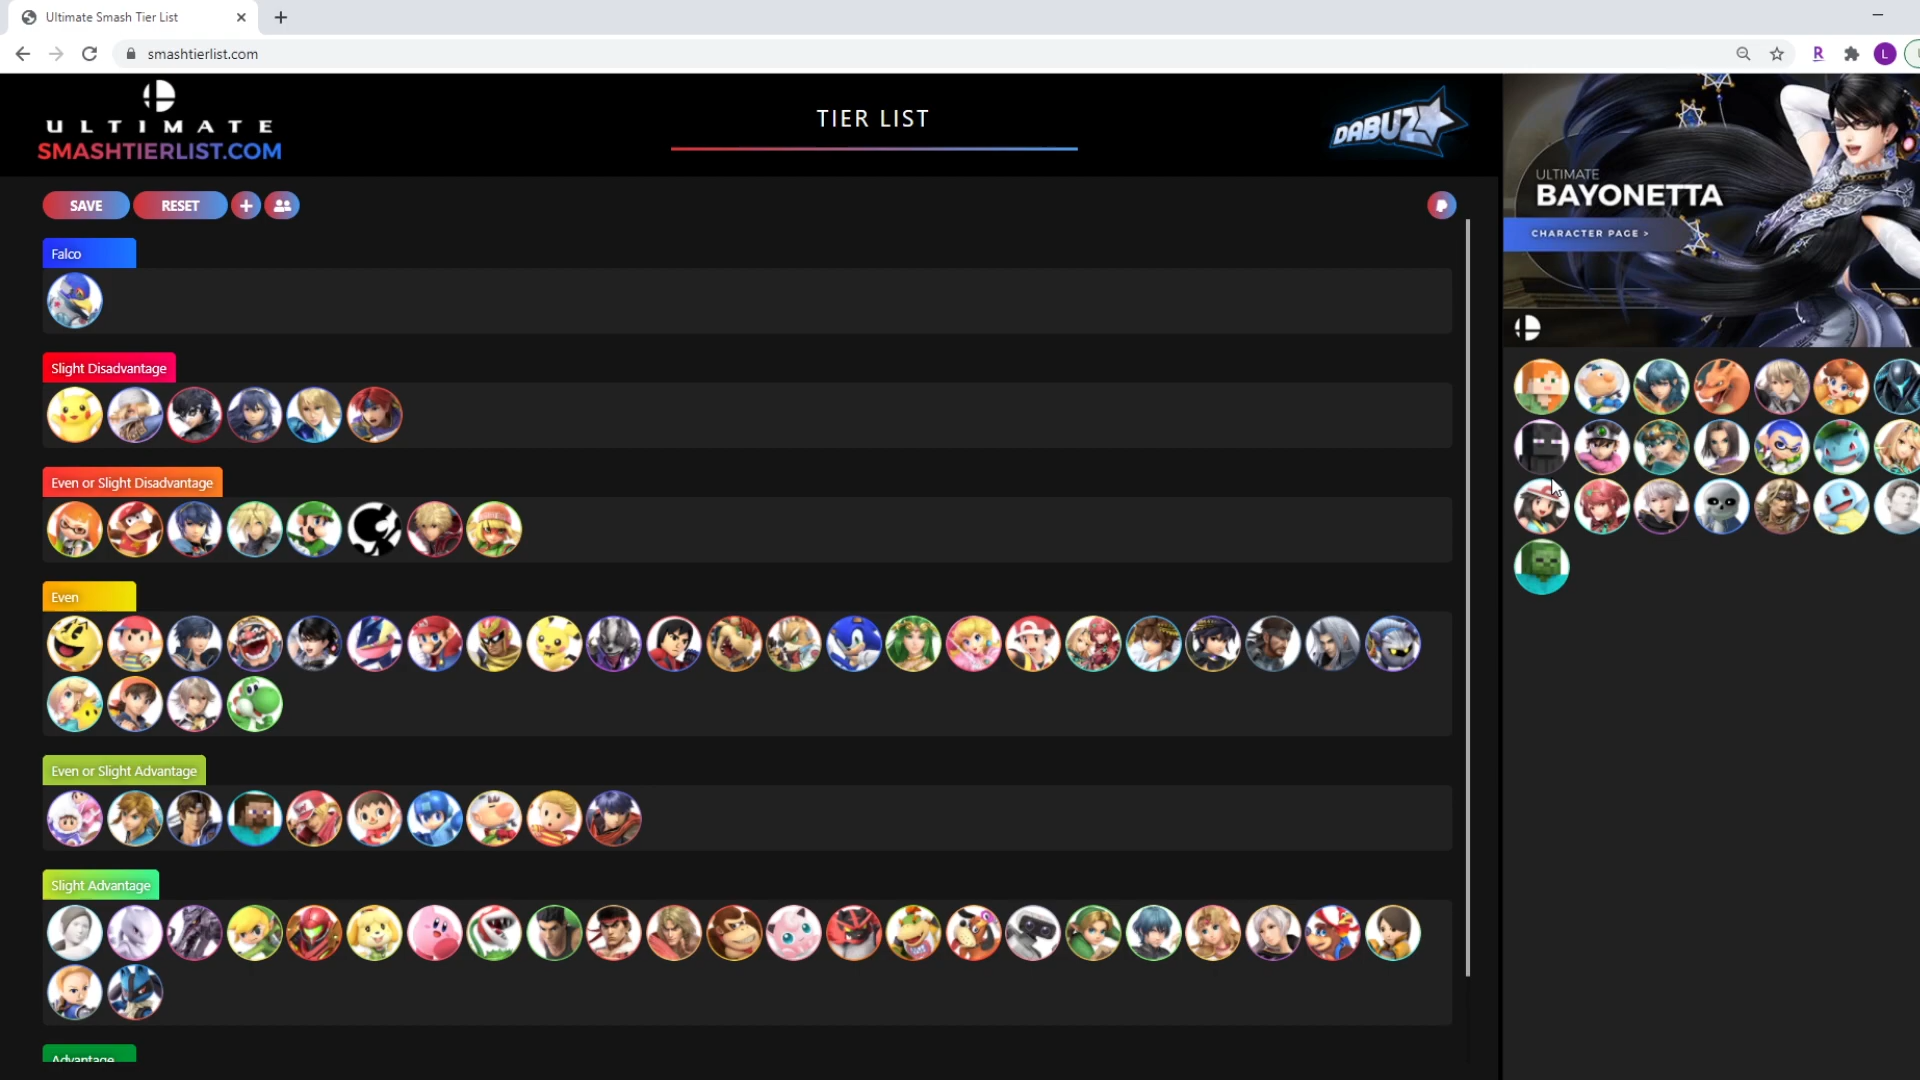 Ultimate Smash Tier List
smashtierlist.com
R
L
ULTIMATE
SMASHTIERLIST.COM
TIER LIST
DABUZ
SAVE
RESET
ULTIMATE
BAYONETTA
CHARACTER PAGE >
Falco
Slight Disadvantage
Even or Slight Disadvantage
Even
Even or Slight Advantage
Slight Advantage
Advantage